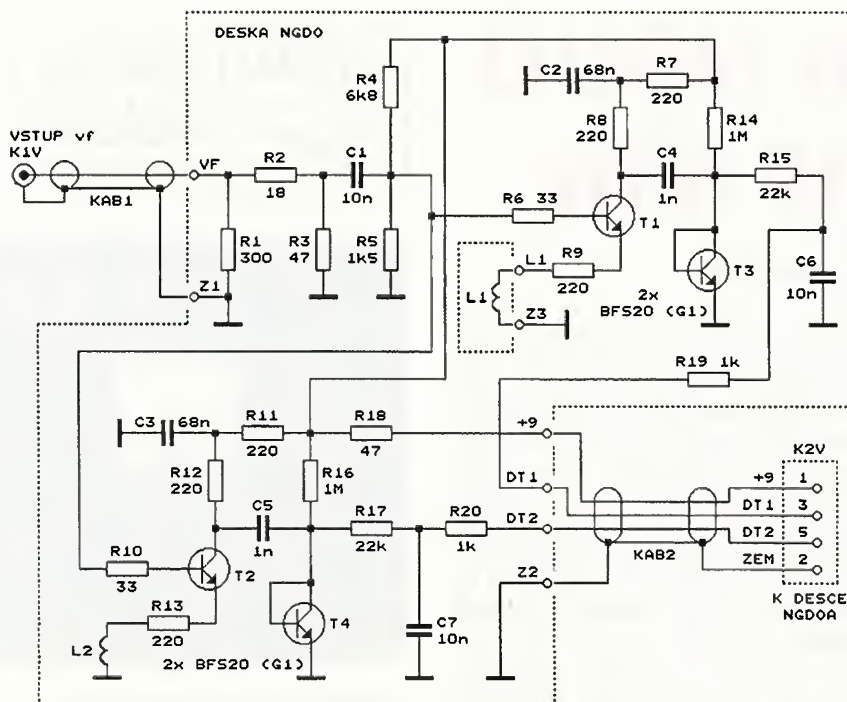 DESKA NGDO
R4
6k8
C2
68n
R7
220
R8
220
R14
1M
VSTUP vf
K1V
VF
R2
18
C1
10n
C4
1n
R15
22k
KAB1
R6 33
T1
R1
300
R3
47
R5
1k5
L1
R9
220
T3
C6
10n
Z1
L1
Z3
2x
BFS20 (G1)
R19 1k
C3
68n
R11
220
R18
47
+9
K2V
R12
220
R16
1M
DT1
+9
1
C5
1n
R17
22k
R20
1k
DT2
DT1
3
DT2
5
R10
33
T2
KAB2
ZEM
2
Z2
R13
220
T4
C7
10n
K DESCE
NGDOA
L2
2x BFS20 (G1)